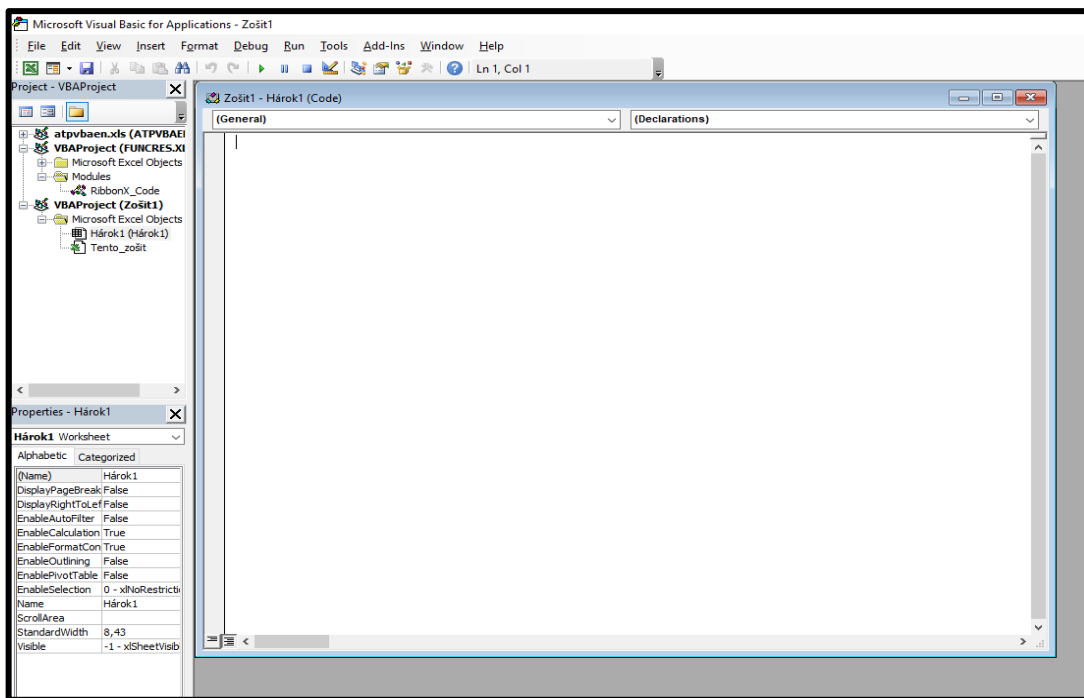 Microsoft Visual Basic for Applications - Zošit1
File Edit View Insert Format Debug Run Tools Add-Ins Window Help
Ln 1, Col 1
Project - VBAProject
atpvbaen.xls (ATPVBAE
VBAProject (FUNCRES.X
Microsoft Excel Objects
Modules
RibbonX_Code
VBAProject (Zošit1)
Microsoft Excel Objects
Hárok1 (Hárok1)
Tento_zošit
Properties - Hárok1
Hárok1 Worksheet
Alphabetic Categorized
(Name) Hárok1
DisplayPageBreak False
DisplayRightToLef False
EnableAutoFilter False
EnableCalculation True
EnableFormatCon True
EnableOutlining False
EnablePivotTable False
EnableSelection 0 - xlNoRestricti
Name Hárok1
ScrollArea
StandardWidth 8,43
Visible -1 - xlSheetVisib
Zošit1 - Hárok1 (Code)
(General) (Declarations)